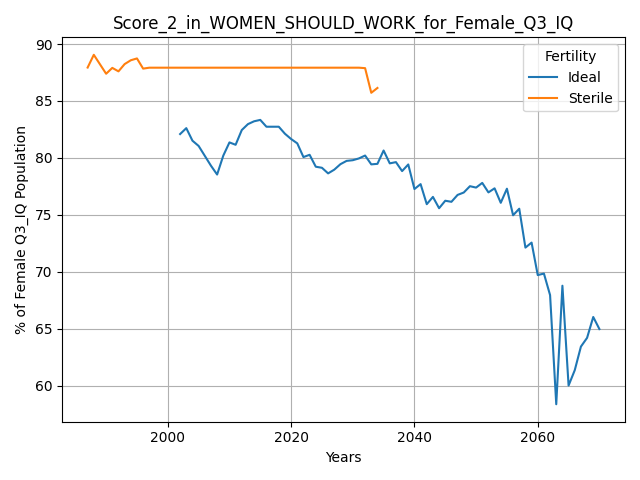 Score_2_in_WOMEN_SHOULD_WORK_for_Female_Q3_IQ
% of Female Q3_IQ Population
90
85
80
75
70
65
60
Fertility
Ideal
Sterile
2000 2020 2040 2060
Years